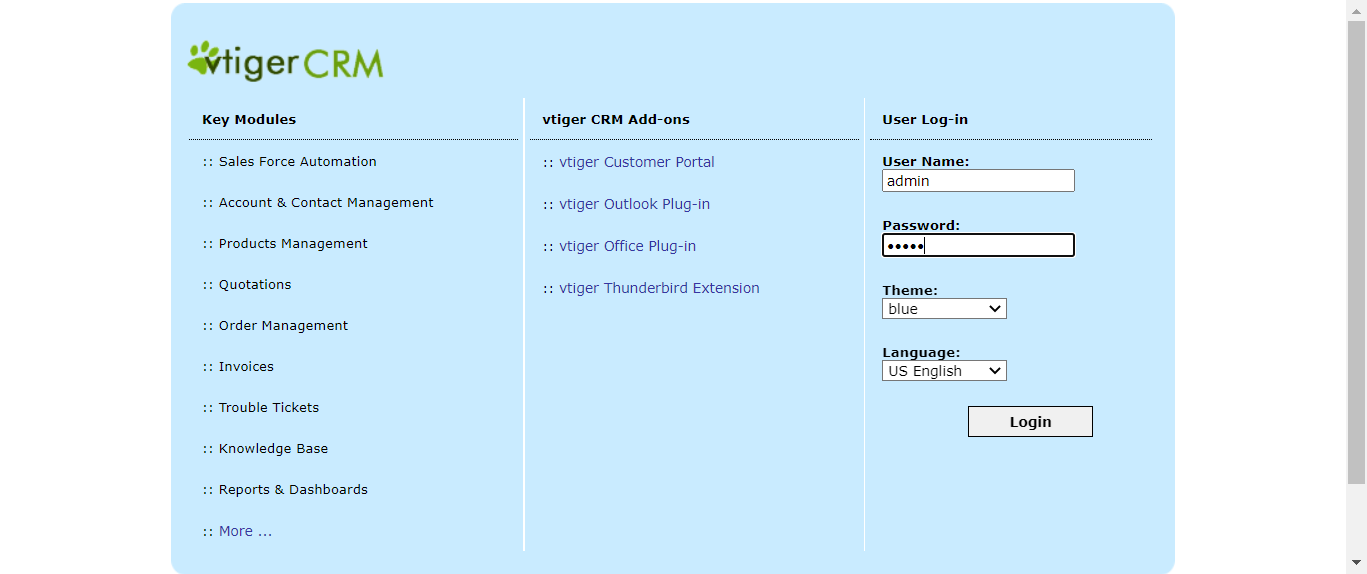 vtiger CRM
Key Modules
:: Sales Force Automation
:: Account & Contact Management
:: Products Management
:: Quotations
:: Order Management
:: Invoices
:: Trouble Tickets
:: Knowledge Base
:: Reports & Dashboards
:: More ...
vtiger CRM Add-ons
:: vtiger Customer Portal
:: vtiger Outlook Plug-in
:: vtiger Office Plug-in
:: vtiger Thunderbird Extension
User Log-in
User Name:
admin
Password:
•••••
Theme:
blue
Language:
US English
Login